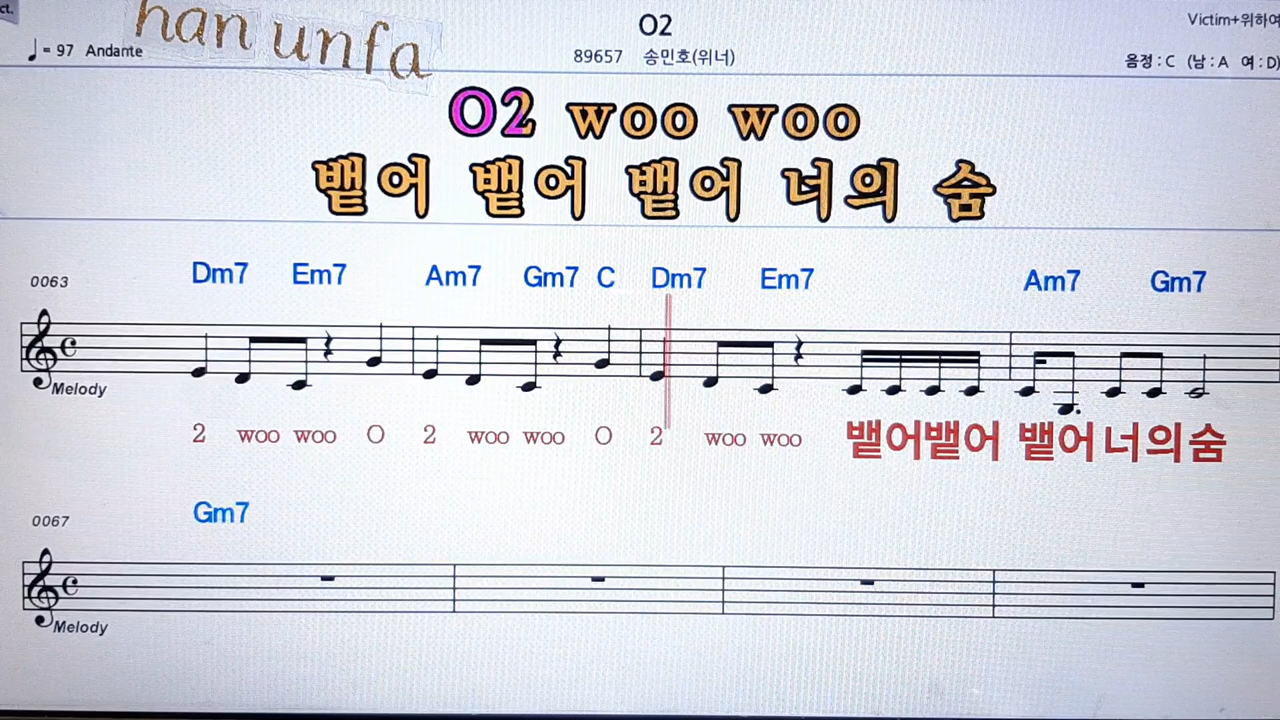 ct.
han unfa
O2
Victim+위하여
♩= 97 Andante
89657 송민호(위너)
음정 : C (남 : A 여 : D)
O2 woo woo
뱉어 뱉어 뱉어 너의 숨
0063 Dm7 Em7 Am7 Gm7 C Dm7 Em7 Am7 Gm7
Melody
2 woo woo O 2 woo woo O 2 woo woo 뱉어뱉어 뱉어너의숨
0067 Gm7
Melody